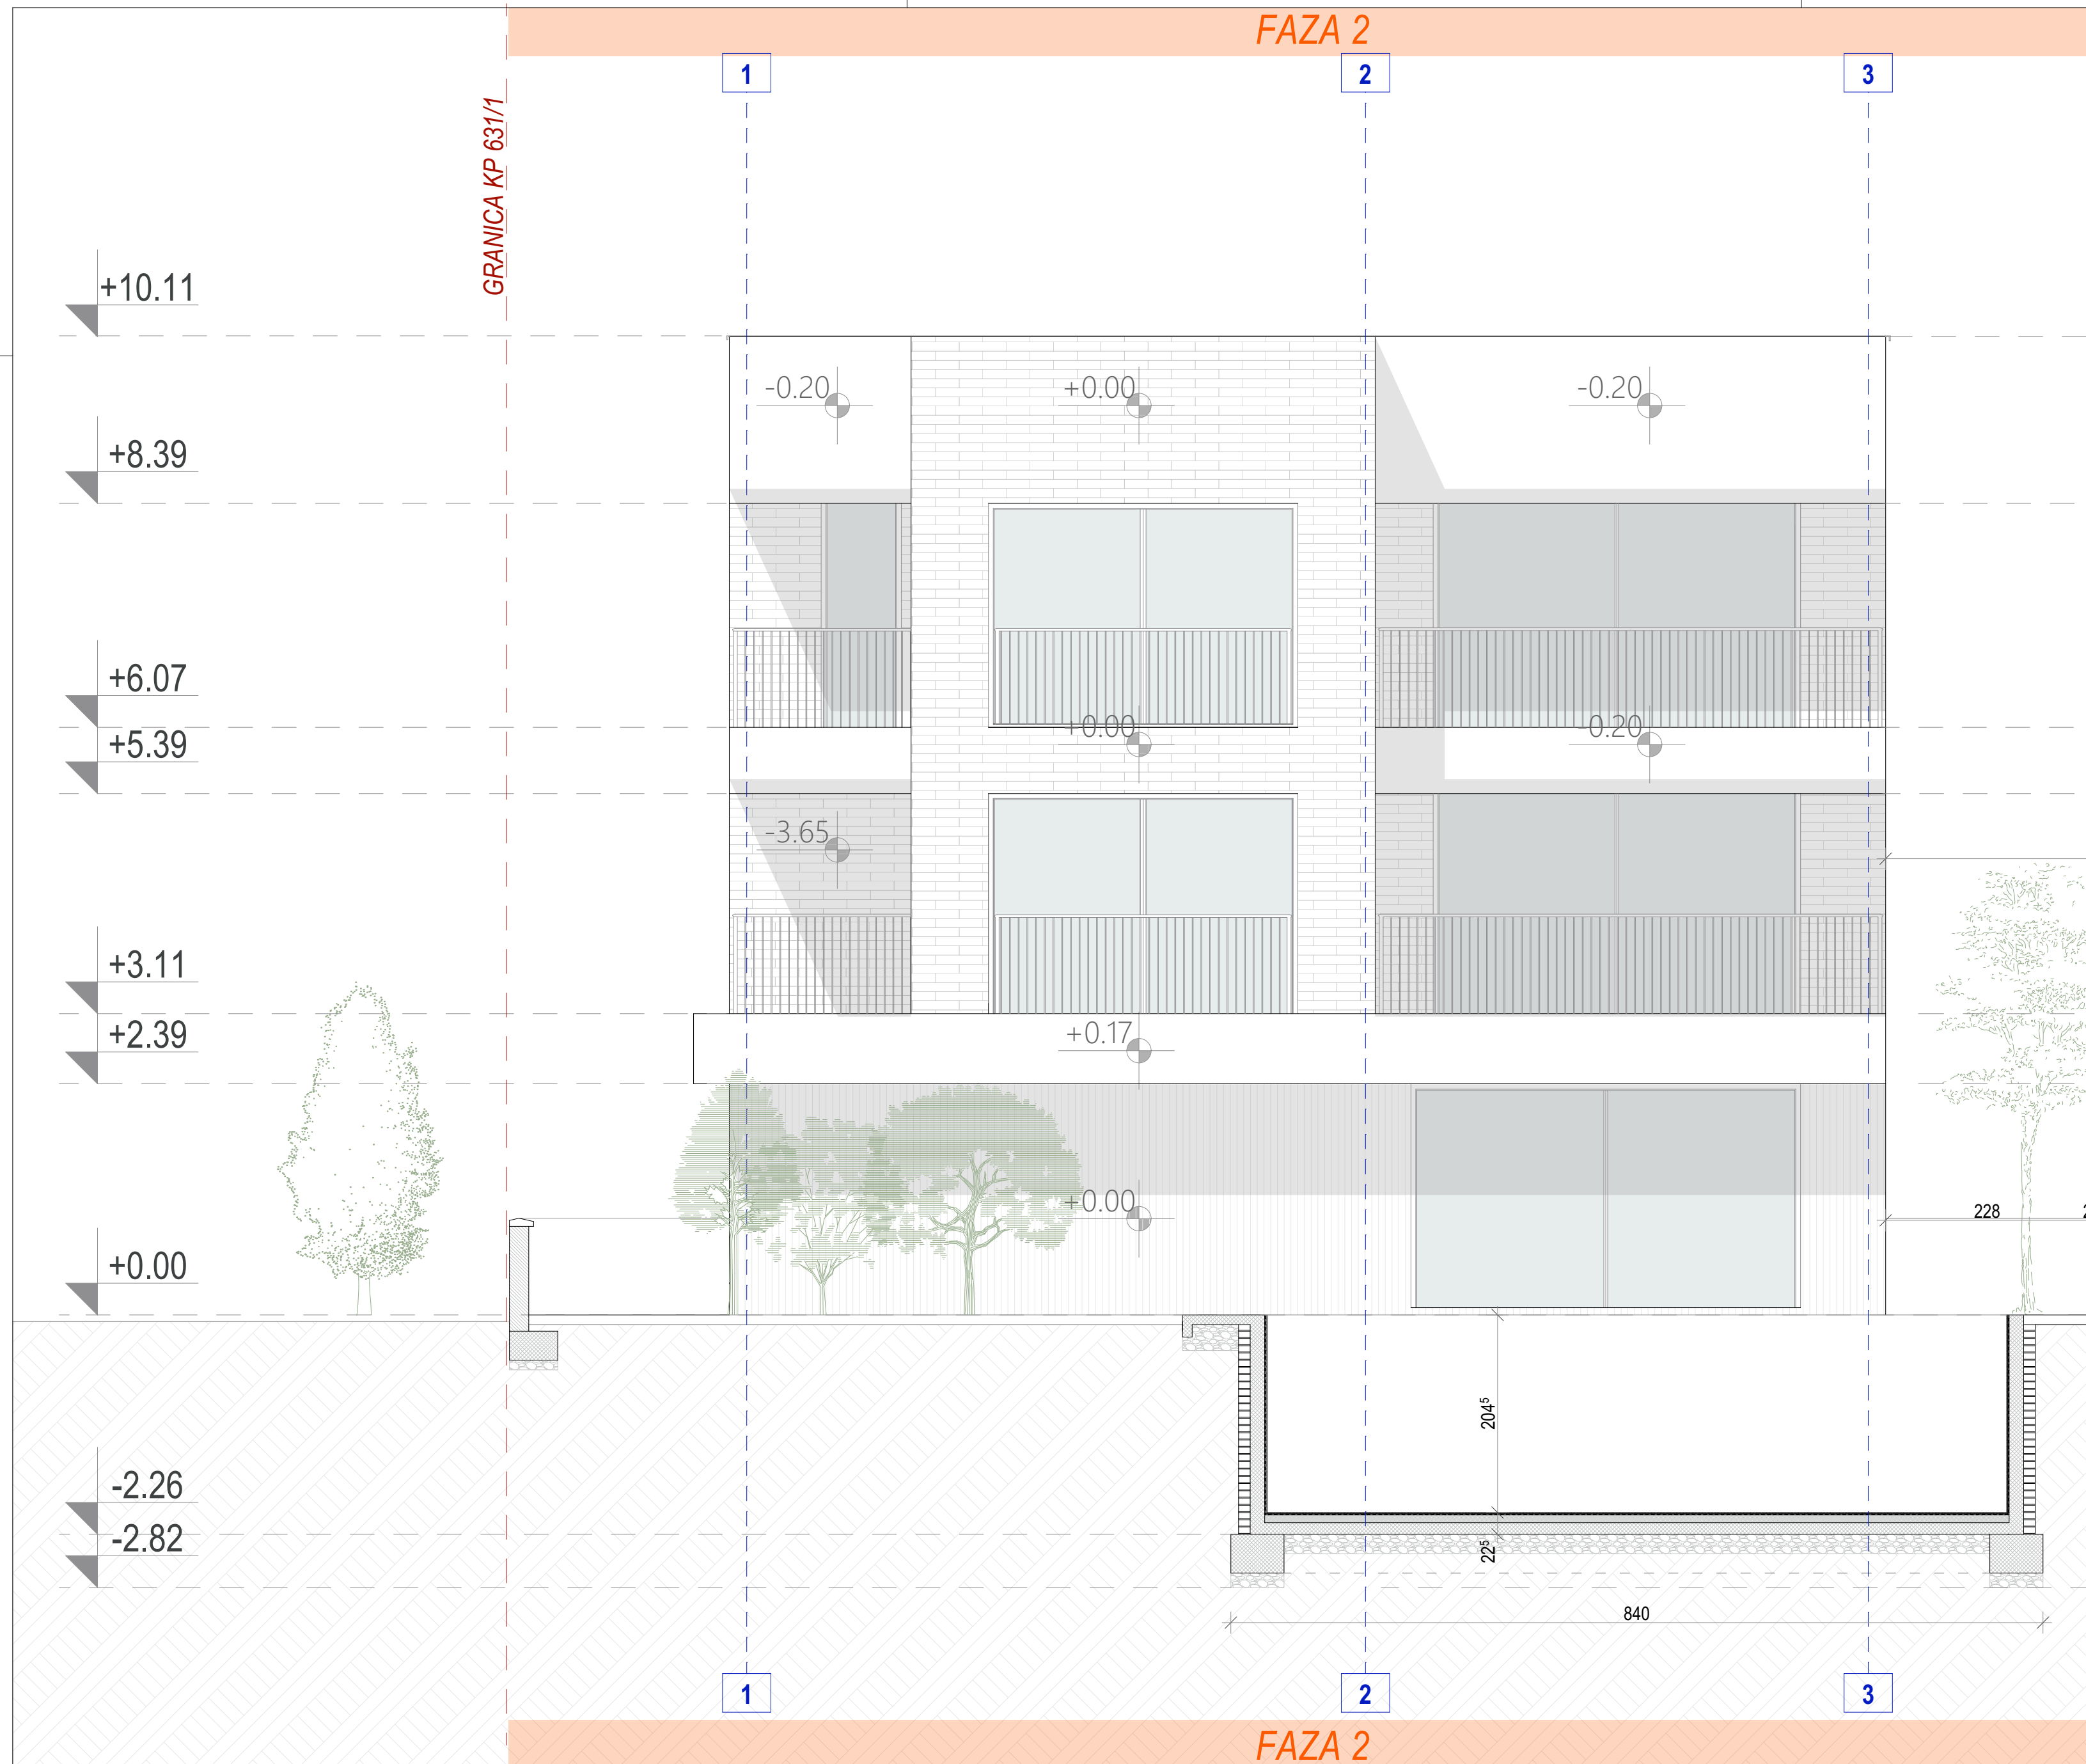 FAZA 2
1 2 3
GRANICA KP 631/1
+10.11
-0.20 +0.00 -0.20
+8.39
+6.07
+0.00 -0.20
+5.39
-3.65
+3.11
+2.39
+0.17
+0.00
228
+0.00
204⁵
-2.26
-2.82
22⁵
840
1 2 3
FAZA 2